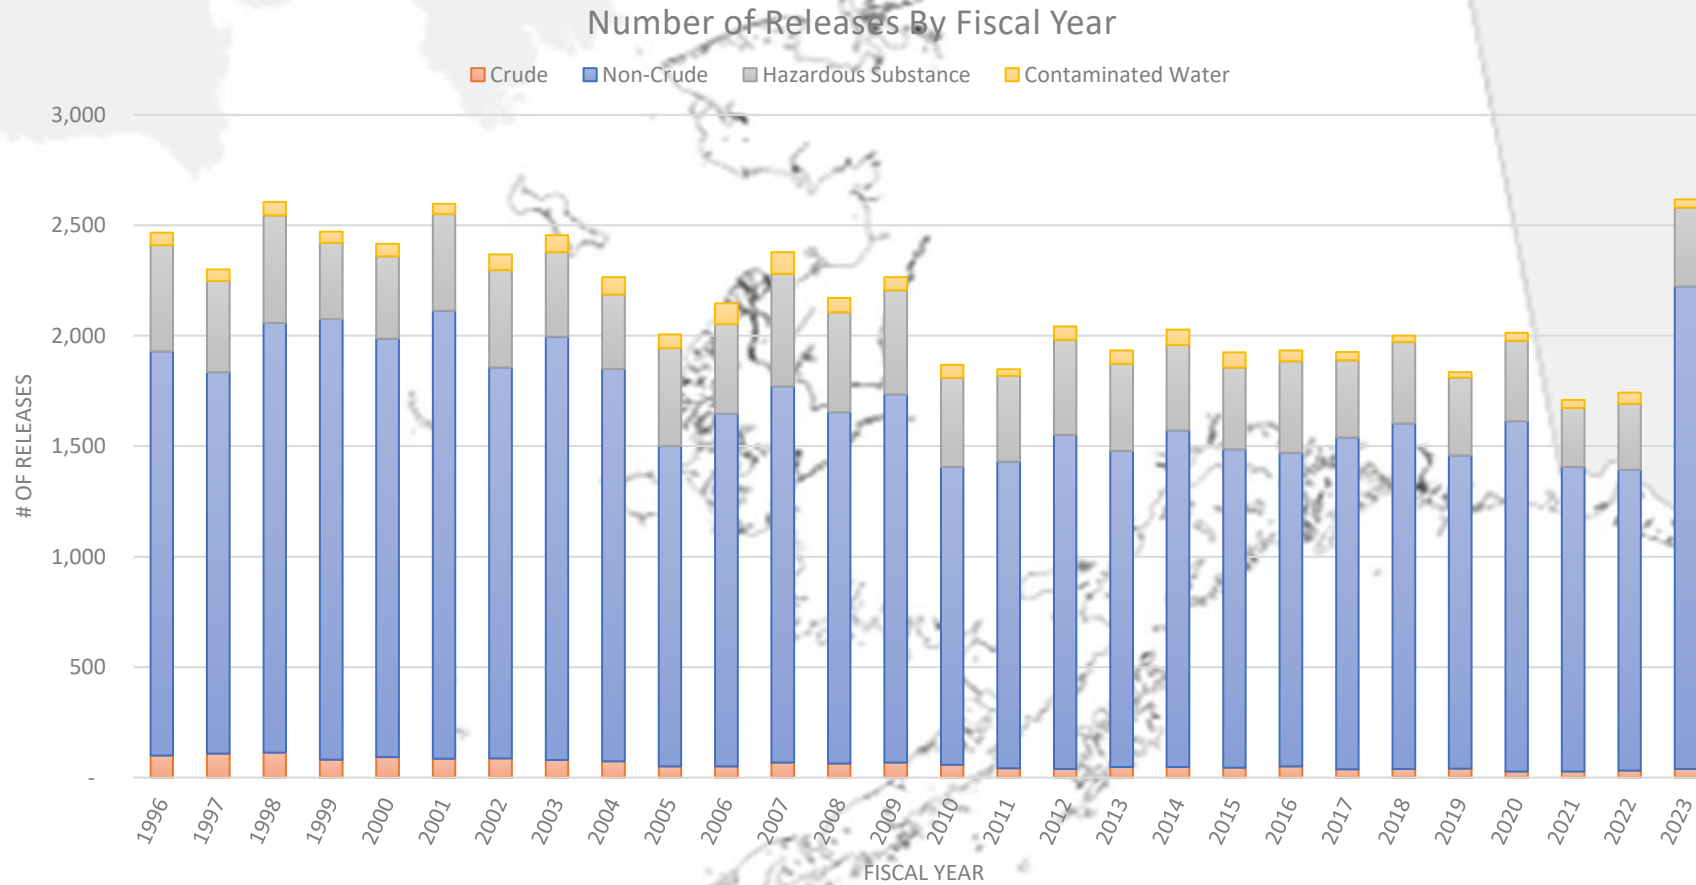 Number of Releases By Fiscal Year
Crude Non-Crude Hazardous Substance Contaminated Water
3,000
2,500
2,000
1,500
1,000
500
-
# OF RELEASES
1996 1997 1998 1999 2000 2001 2002 2003 2004 2005 2006 2007 2008 2009 2010 2011 2012 2013 2014 2015 2016 2017 2018 2019 2020 2021 2022 2023
FISCAL YEAR